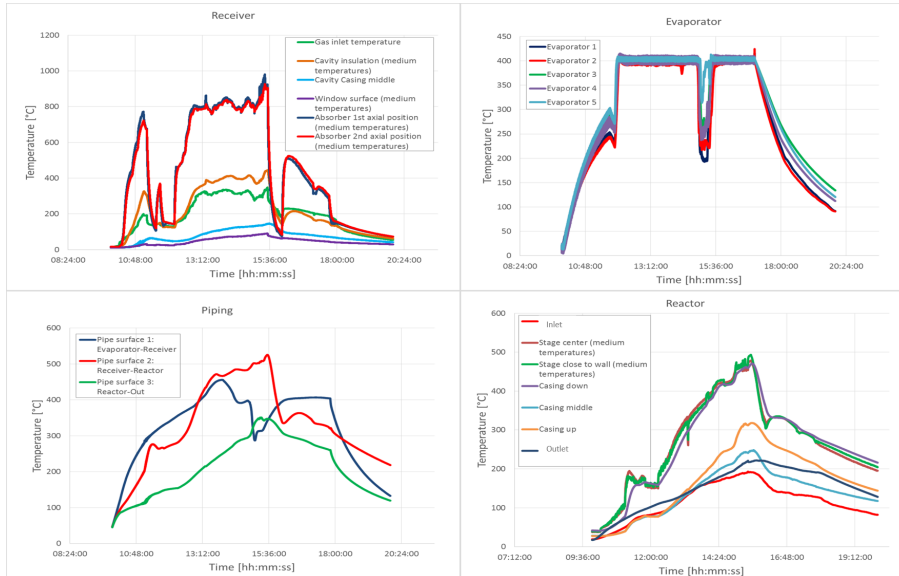 Receiver
1200
1000
800
600
400
200
0
Temperature [°C]
08:24:00 10:48:00 13:12:00 15:36:00 18:00:00 20:24:00
Time [hh:mm:ss]
Gas inlet temperature
Cavity insulation (medium
temperatures)
Cavity Casing middle
Window surface (medium
temperatures)
Absorber 1st axial position
(medium temperatures)
Absorber 2nd axial position
(medium temperatures)
Evaporator
450
400
350
300
250
200
150
100
50
0
Temperature [°C]
08:24:00 10:48:00 13:12:00 15:36:00 18:00:00 20:24:00
Time [hh:mm:ss]
Evaporator 1
Evaporator 2
Evaporator 3
Evaporator 4
Evaporator 5
Piping
600
500
400
300
200
100
0
Temperature [°C]
08:24:00 10:48:00 13:12:00 15:36:00 18:00:00 20:24:00
Time [hh:mm:ss]
Pipe surface 1:
Evaporator-Receiver
Pipe surface 2:
Receiver-Reactor
Pipe surface 3:
Reactor-Out
Reactor
600
500
400
300
200
100
0
Temperature [°C]
07:12:00 09:36:00 12:00:00 14:24:00 16:48:00 19:12:00
Time [hh:mm:ss]
Inlet
Stage center (medium
temperatures)
Stage close to wall (medium
temperatures)
Casing down
Casing middle
Casing up
Outlet